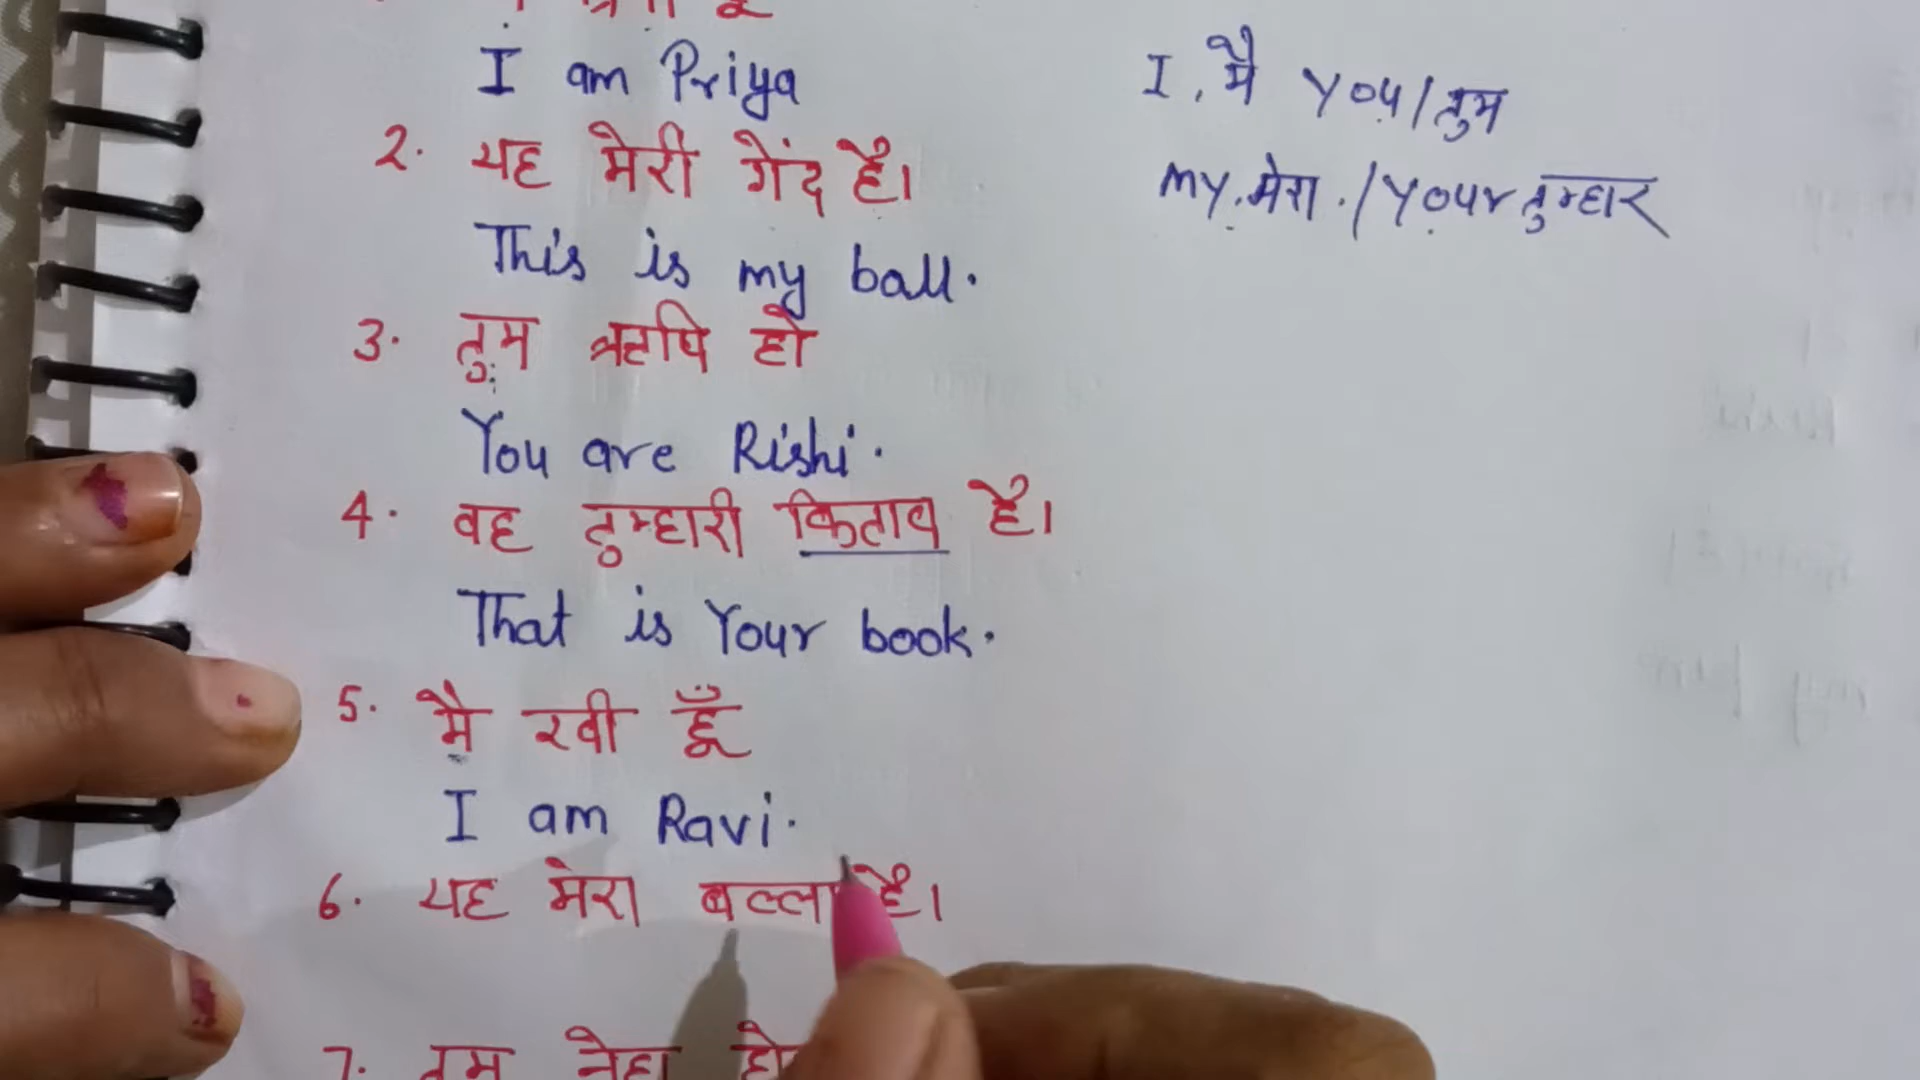 I am Priya
2. यह मेरी गेंद है।
This is my ball.
3. तुम ऋषि हो
You are Rishi.
4. वह तुम्हारी किताब है।
That is Your book.
5. मै रवी हूँ
I am Ravi.
6. यह मेरा बल्ला है।
7. तुम नेहा हो
I, मै You/तुम
my.मेरा./Your तुम्हार